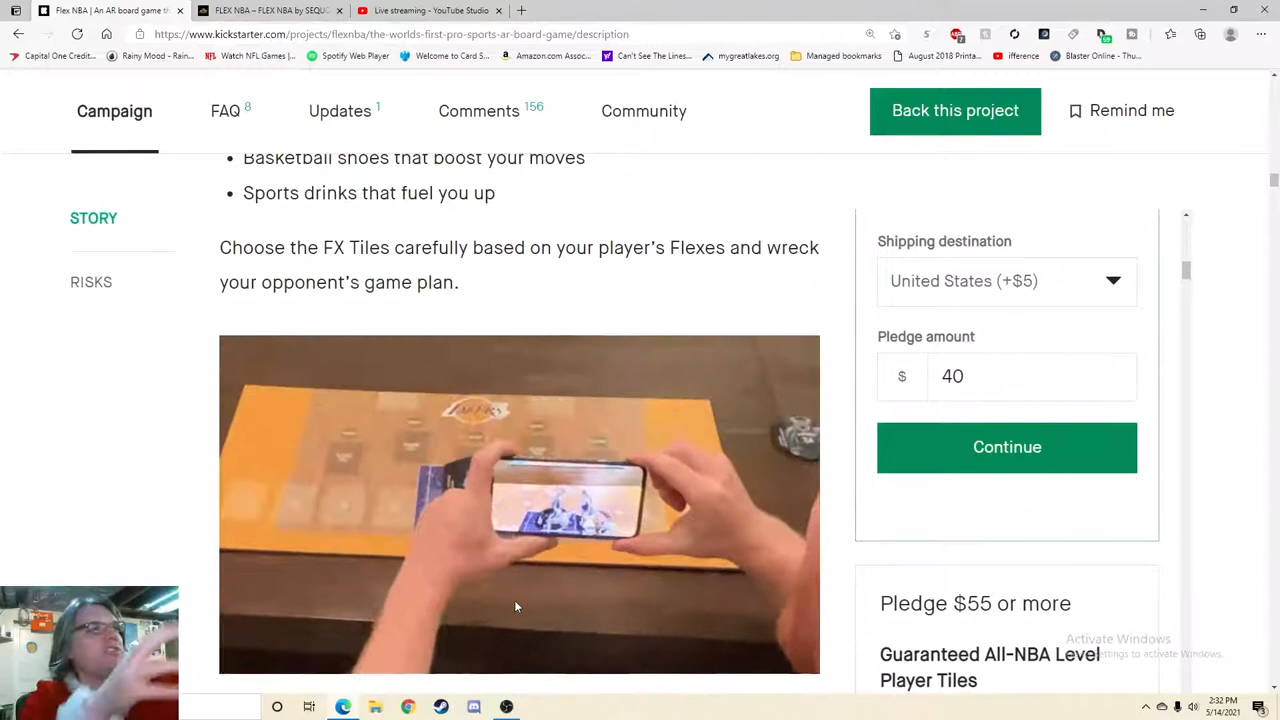 Flex NBA | An AR board game th
FLEX NBA – FLEX NBA by SEQUO
Live streaming - YouTube Studio
https://www.kickstarter.com/projects/flexnba/the-worlds-first-pro-sports-ar-board-game/description
Capital One Credit...
Rainy Mood - Rainy...
Watch NFL Games |...
Spotify Web Player
Welcome to Card S...
Amazon.com Assoc...
Can't See The Lines...
mygreatlakes.org
Managed bookmarks
August 2018 Printa...
ifference
Blaster Online - Thu...
Campaign
FAQ 8
Updates 1
Comments 156
Community
Back this project
Remind me
STORY
RISKS
• Basketball shoes that boost your moves
• Sports drinks that fuel you up
Choose the FX Tiles carefully based on your player's Flexes and wreck
your opponent's game plan.
Shipping destination
United States (+$5)
Pledge amount
$ 40
Continue
Pledge $55 or more
Guaranteed All-NBA Level
Player Tiles
Activate Windows
2:32 PM
5/14/2021